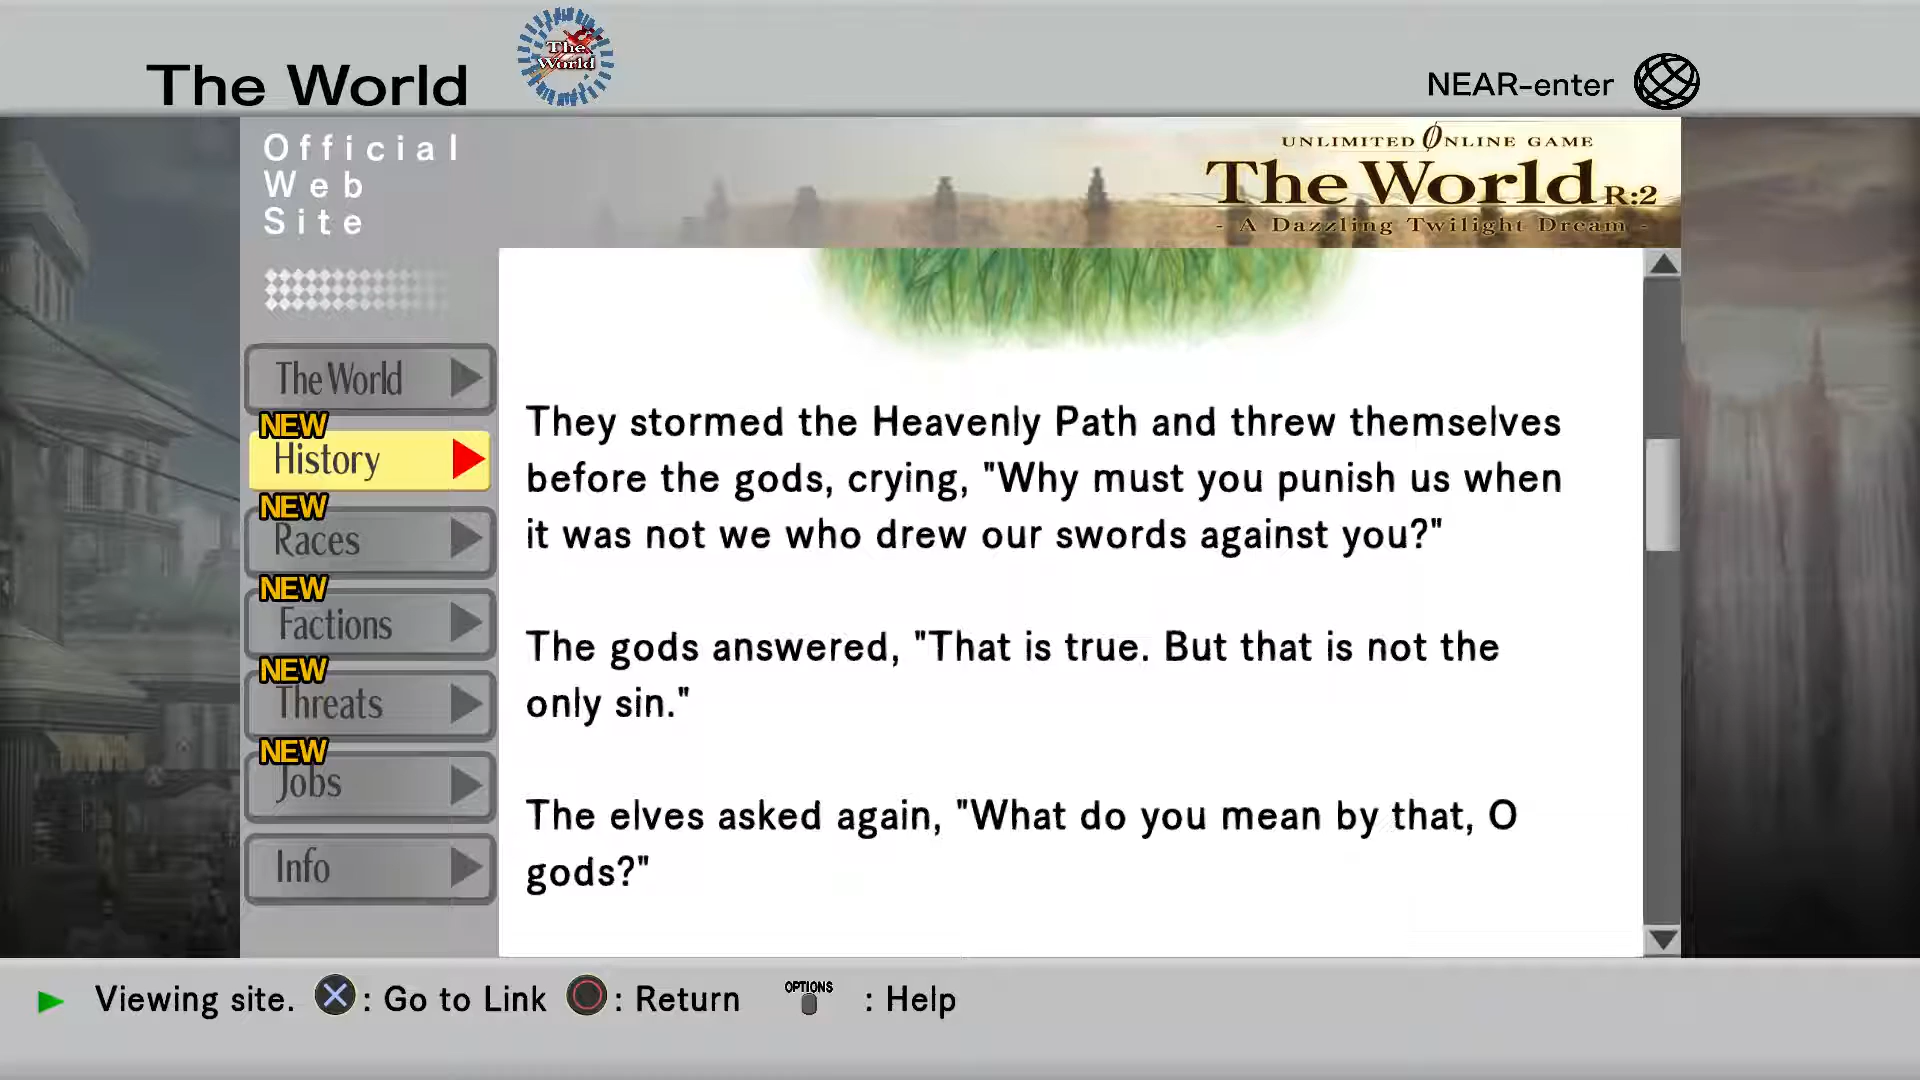 The World
The
World
NEAR-enter
Official
Web
Site
UNLIMITED ONLINE GAME
The World R:2
- A Dazzling Twilight Dream -
The World
NEW
History
NEW
Races
NEW
Factions
NEW
Threats
NEW
Jobs
Info
They stormed the Heavenly Path and threw themselves
before the gods, crying, "Why must you punish us when
it was not we who drew our swords against you?"
The gods answered, "That is true. But that is not the
only sin."
The elves asked again, "What do you mean by that, O
gods?"
Viewing site. : Go to Link : Return OPTIONS : Help